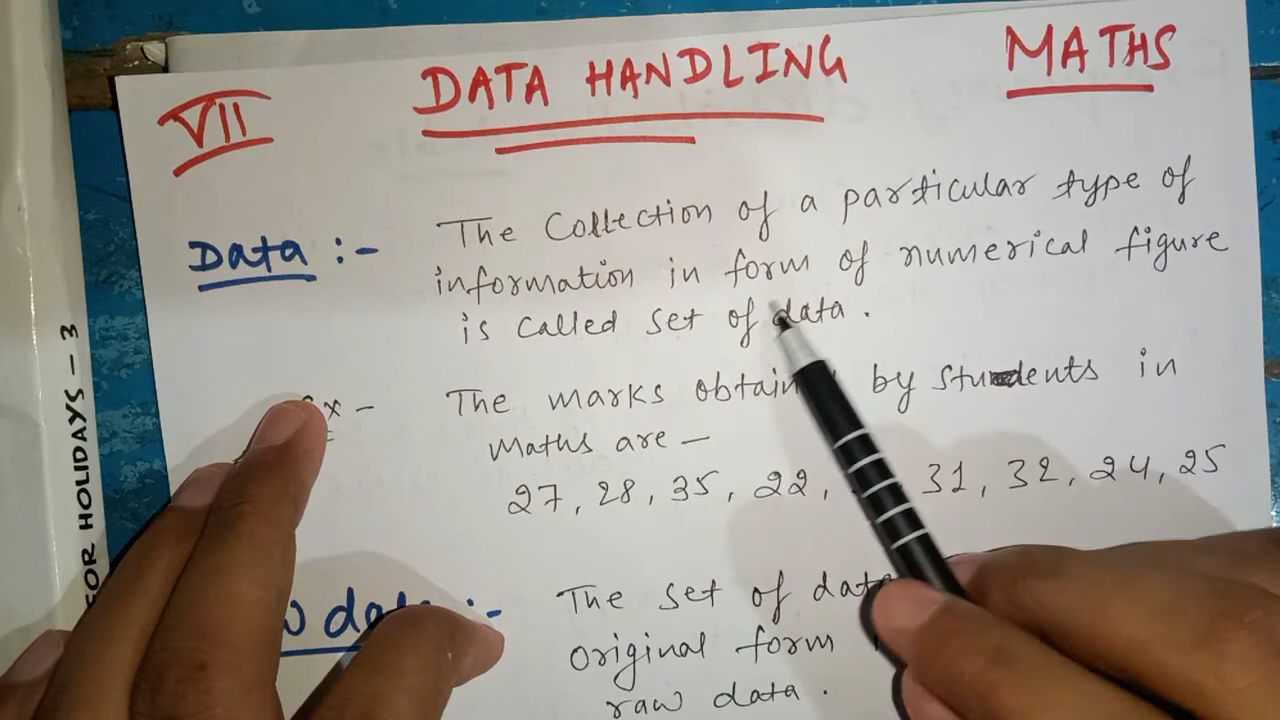 VII DATA HANDLING MATHS
Data :- The Collection of a particular type of
information in form of numerical figure
is called set of data.
The marks by students in
Maths are —
27, 28, 35, 22, 31, 32, 24, 25
The set of
original form
raw data.
FOR HOLIDAYS - 3